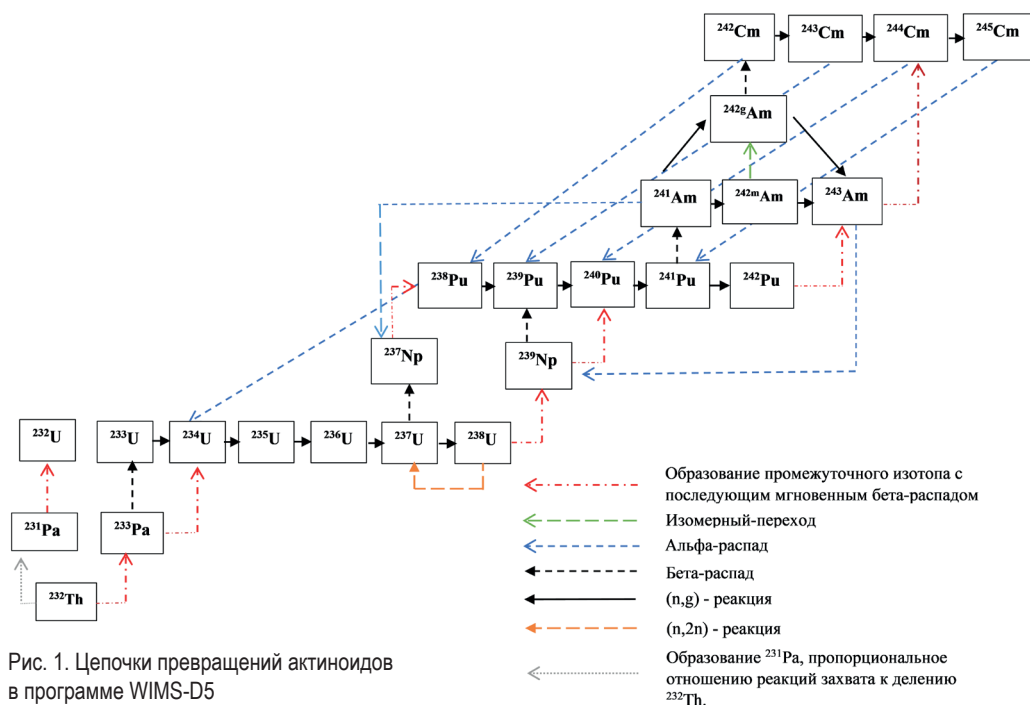 ²⁴²Cm ²⁴³Cm ²⁴⁴Cm ²⁴⁵Cm
²⁴²ᵍAm
²⁴¹Am ²⁴²ᵐAm ²⁴³Am
²³⁸Pu ²³⁹Pu ²⁴⁰Pu ²⁴¹Pu ²⁴²Pu
²³⁷Np ²³⁹Np
²³²U ²³³U ²³⁴U ²³⁵U ²³⁶U ²³⁷U ²³⁸U
²³¹Pa ²³³Pa
²³²Th
Образование промежуточного изотопа с
последующим мгновенным бета-распадом
Изомерный-переход
Альфа-распад
Бета-распад
(n,g) - реакция
(n,2n) - реакция
Образование ²³¹Pa, пропорциональное
отношению реакций захвата к делению
²³²Th.
Рис. 1. Цепочки превращений актиноидов
в программе WIMS-D5